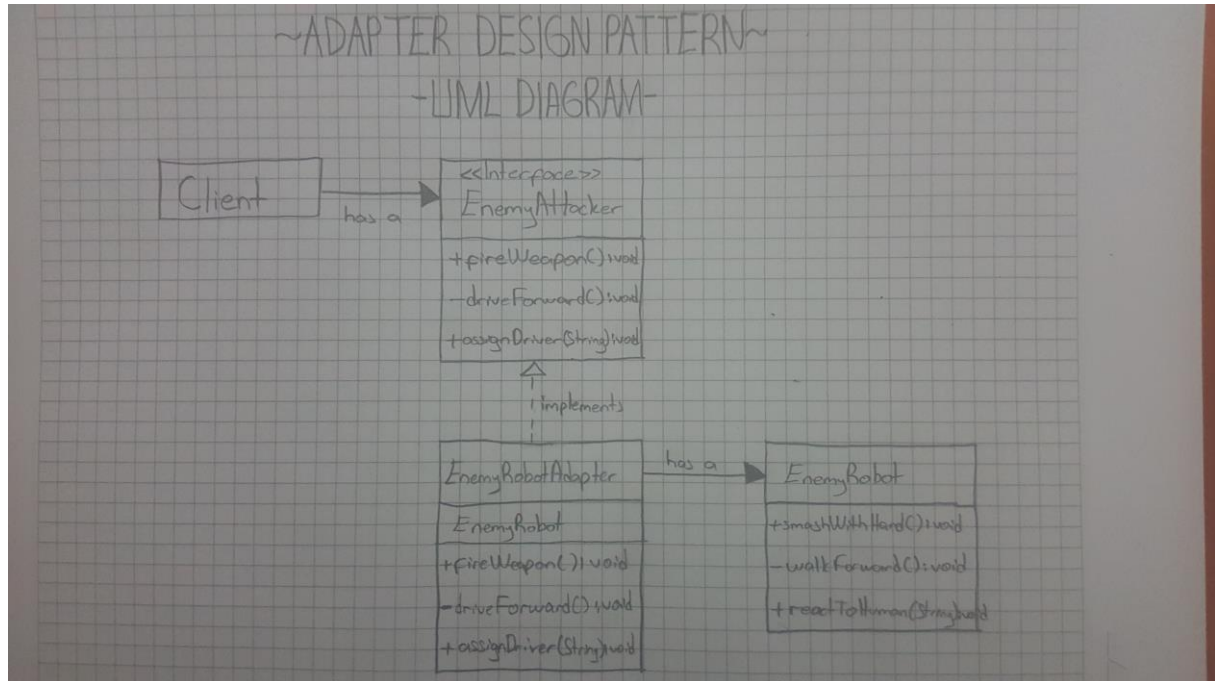 ~ADAPTER DESIGN PATTERN~
-UML DIAGRAM-
Client
has a
<<Interface>>
EnemyAttacker
+fireWeapon():void
-driveForward():void
+assignDriver(String):void
implements
EnemyRobotAdapter
EnemyRobot
+fireWeapon():void
-driveForward():void
+assignDriver(String):void
has a
EnemyRobot
+smashWithHand():void
-walkForward():void
+reactToHuman(String):void